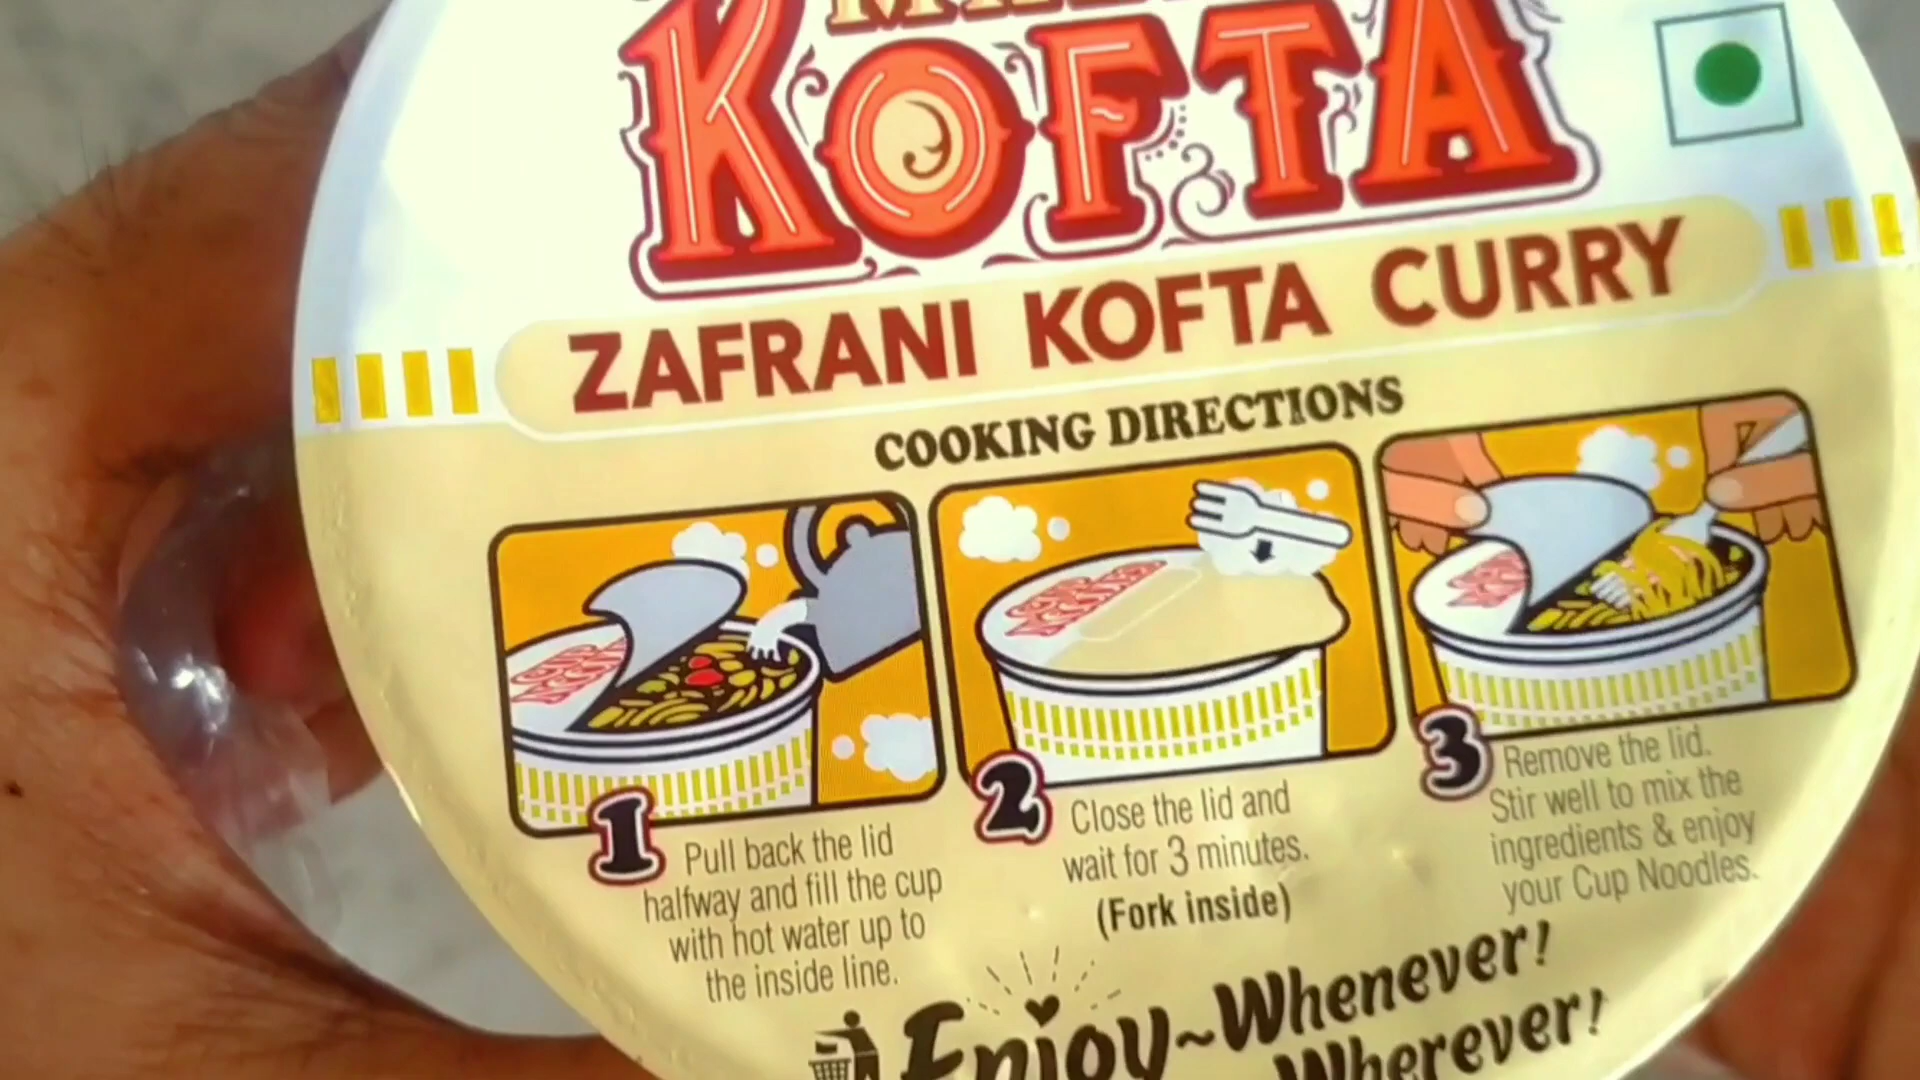 KOFTA
ZAFRANI KOFTA CURRY
COOKING DIRECTIONS
1 Pull back the lid
halfway and fill the cup
with hot water up to
the inside line.
2 Close the lid and
wait for 3 minutes.
(Fork inside)
3 Remove the lid.
Stir well to mix the
ingredients & enjoy
your Cup Noodles.
Enjoy~Whenever!
Wherever!